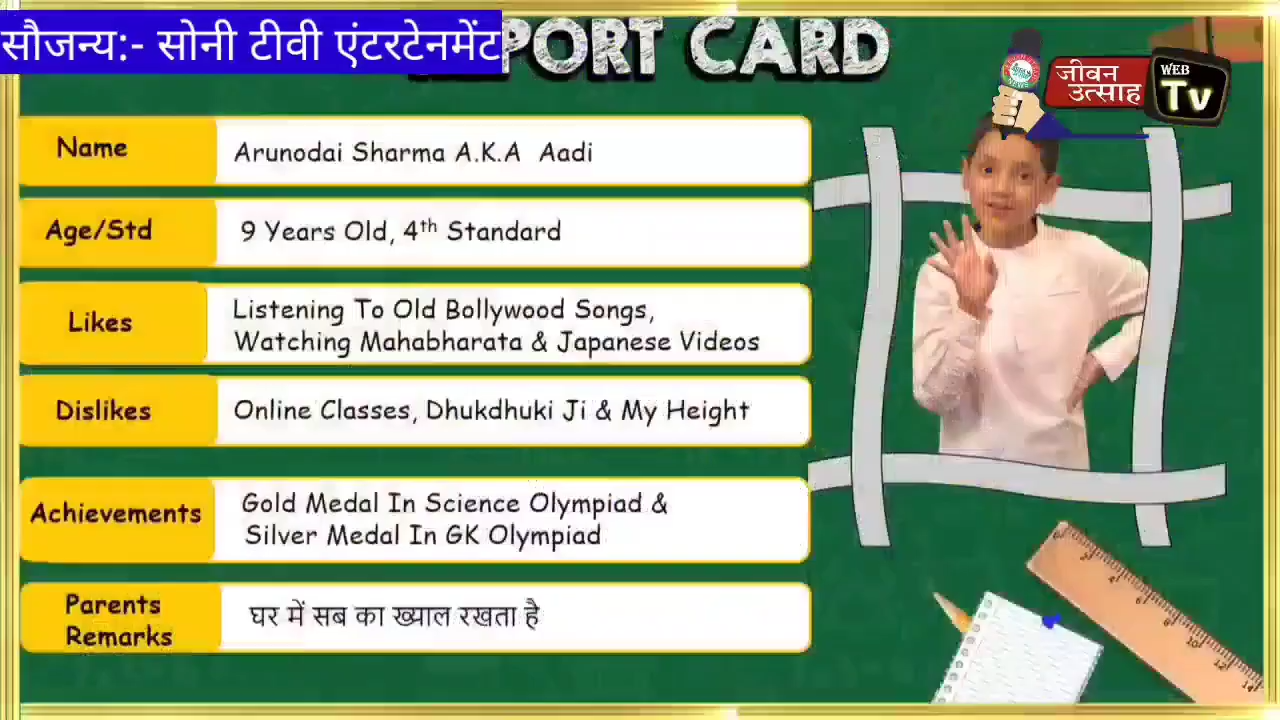 सौजन्य:- सोनी टीवी एंटरटेनमेंट
PORT CARD
जीवन
उत्साह
WEB
Tv
Name
Arunodai Sharma A.K.A Aadi
Age/Std
9 Years Old, 4th Standard
Likes
Listening To Old Bollywood Songs,
Watching Mahabharata & Japanese Videos
Dislikes
Online Classes, Dhukdhuki Ji & My Height
Achievements
Gold Medal In Science Olympiad &
Silver Medal In GK Olympiad
Parents
Remarks
घर में सब का ख्याल रखता है